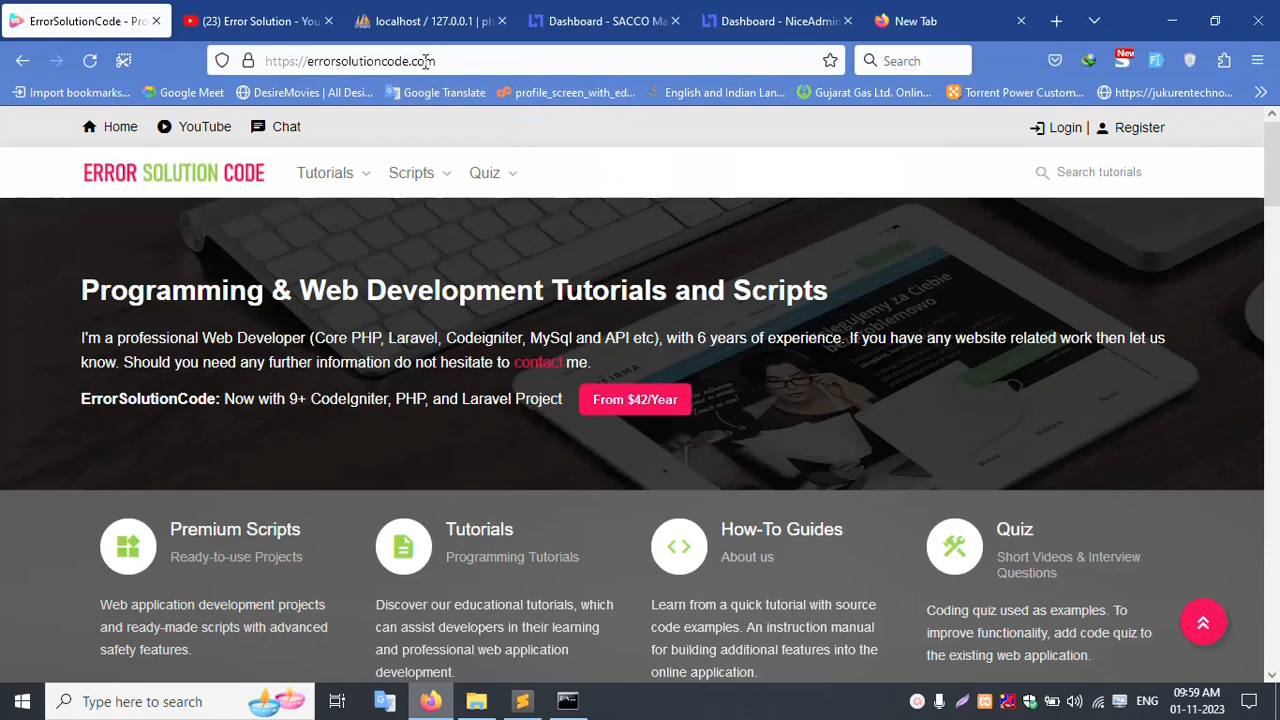 ErrorSolutionCode - Pro
(23) Error Solution - You
localhost / 127.0.0.1 | ph
Dashboard - SACCO Ma
Dashboard - NiceAdmin
New Tab
https://errorsolutioncode.com
Search
New
Import bookmarks...
Google Meet
DesireMovies | All Desi...
Google Translate
profile_screen_with_ed...
English and Indian Lan...
Gujarat Gas Ltd. Onlin...
Torrent Power Custom...
https://jukurentechno...
Home
YouTube
Chat
Login |
Register
ERROR SOLUTION CODE
Tutorials
Scripts
Quiz
Search tutorials
Programming & Web Development Tutorials and Scripts
I'm a professional Web Developer (Core PHP, Laravel, Codeigniter, MySql and API etc), with 6 years of experience. If you have any website related work then let us
know. Should you need any further information do not hesitate to contact me.
ErrorSolutionCode: Now with 9+ CodeIgniter, PHP, and Laravel Project
From $42/Year
Premium Scripts
Ready-to-use Projects
Web application development projects
and ready-made scripts with advanced
safety features.
Tutorials
Programming Tutorials
Discover our educational tutorials, which
can assist developers in their learning
and professional web application
development.
How-To Guides
About us
Learn from a quick tutorial with source
code examples. An instruction manual
for building additional features into the
online application.
Quiz
Short Videos & Interview
Questions
Coding quiz used as examples. To
improve functionality, add code quiz to
the existing web application.
Type here to search
ENG
09:59 AM
01-11-2023